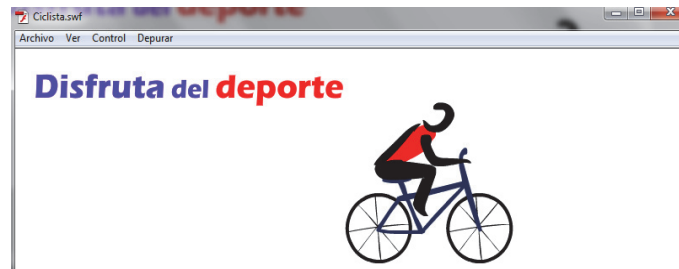 Ciclista.swf
Archivo Ver Control Depurar
Disfruta del deporte